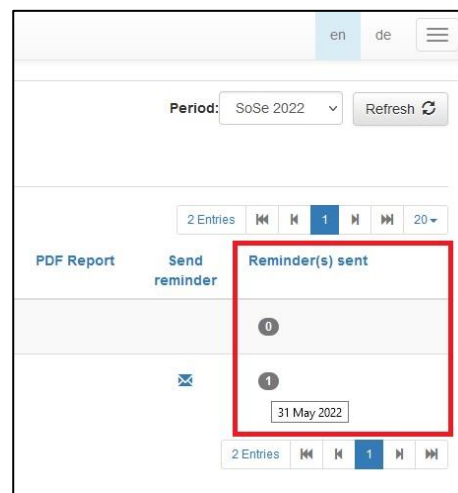 en de
Period: SoSe 2022 Refresh
2 Entries 1 20
PDF Report Send reminder Reminder(s) sent
0
1
31 May 2022
2 Entries 1